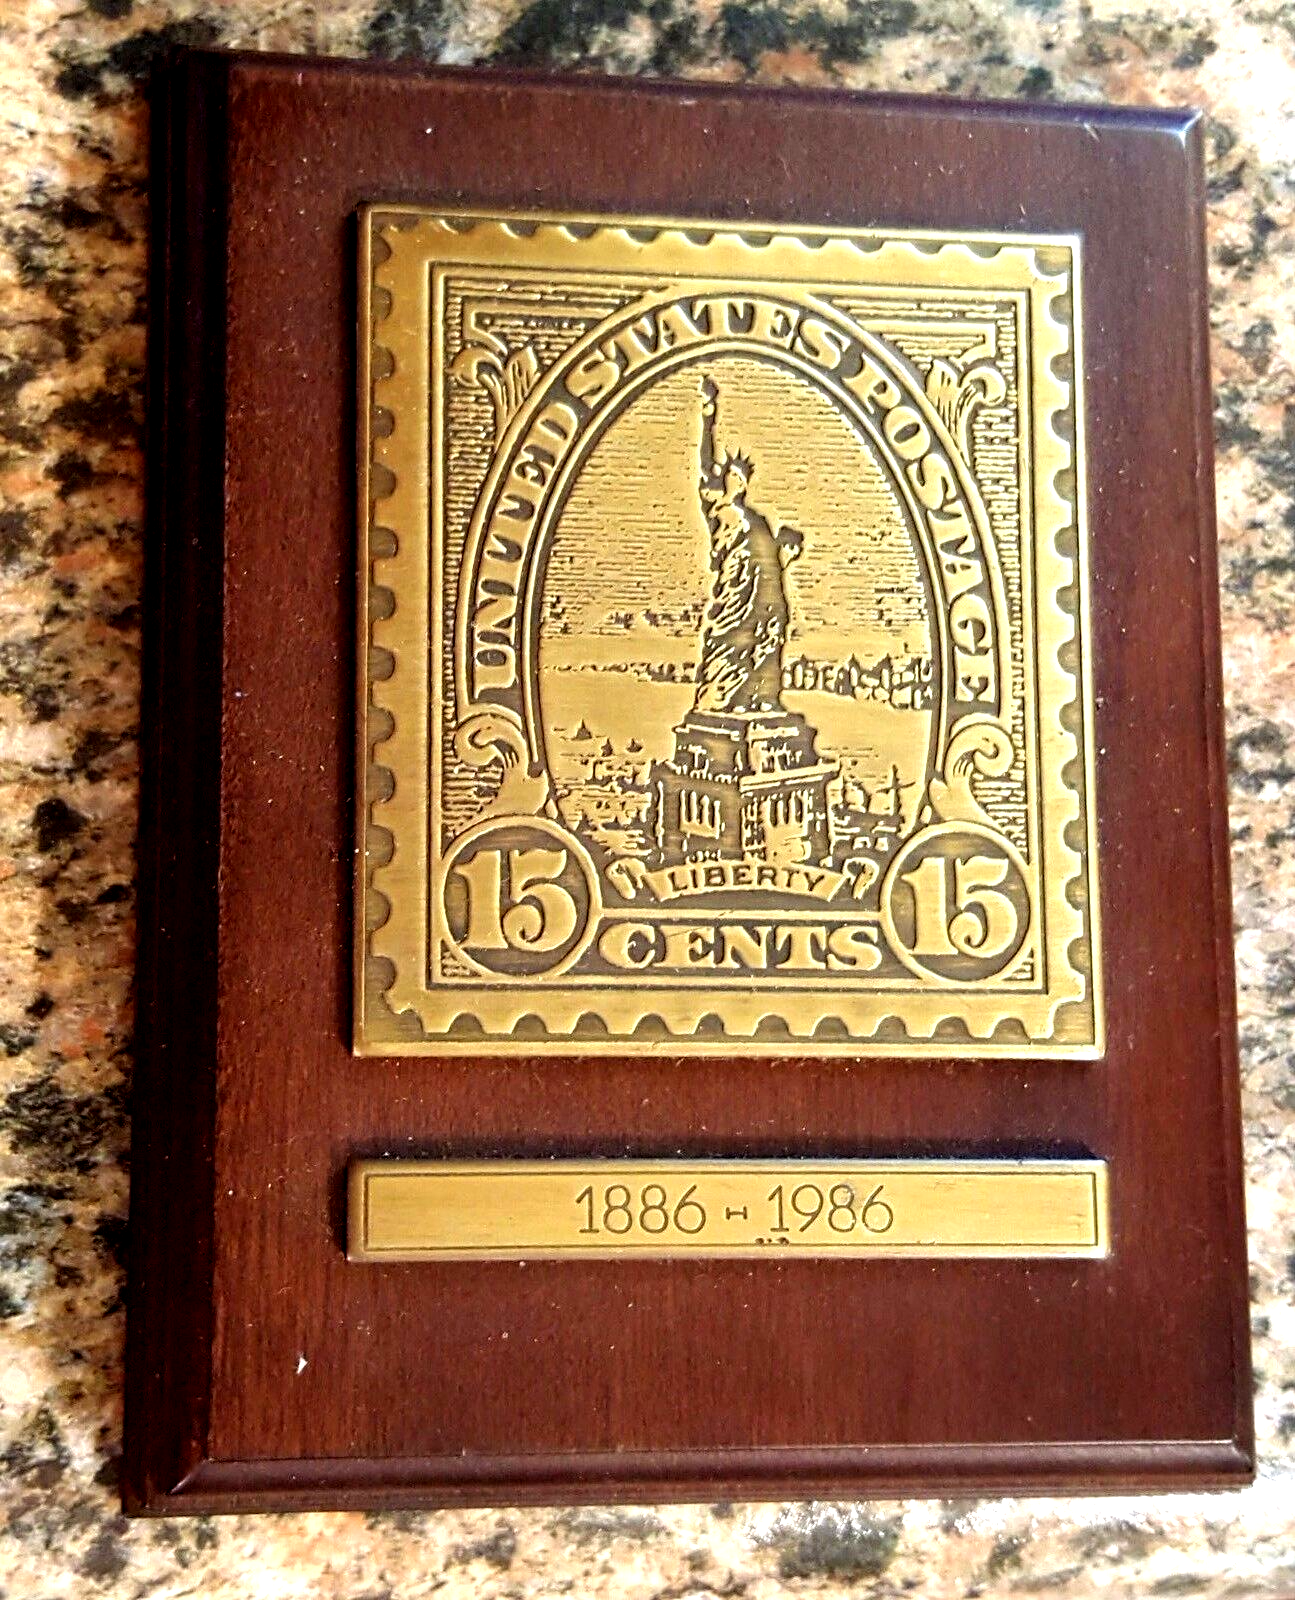 UNITED STATES POSTAGE
LIBERTY
15 CENTS 15
1886 - 1986